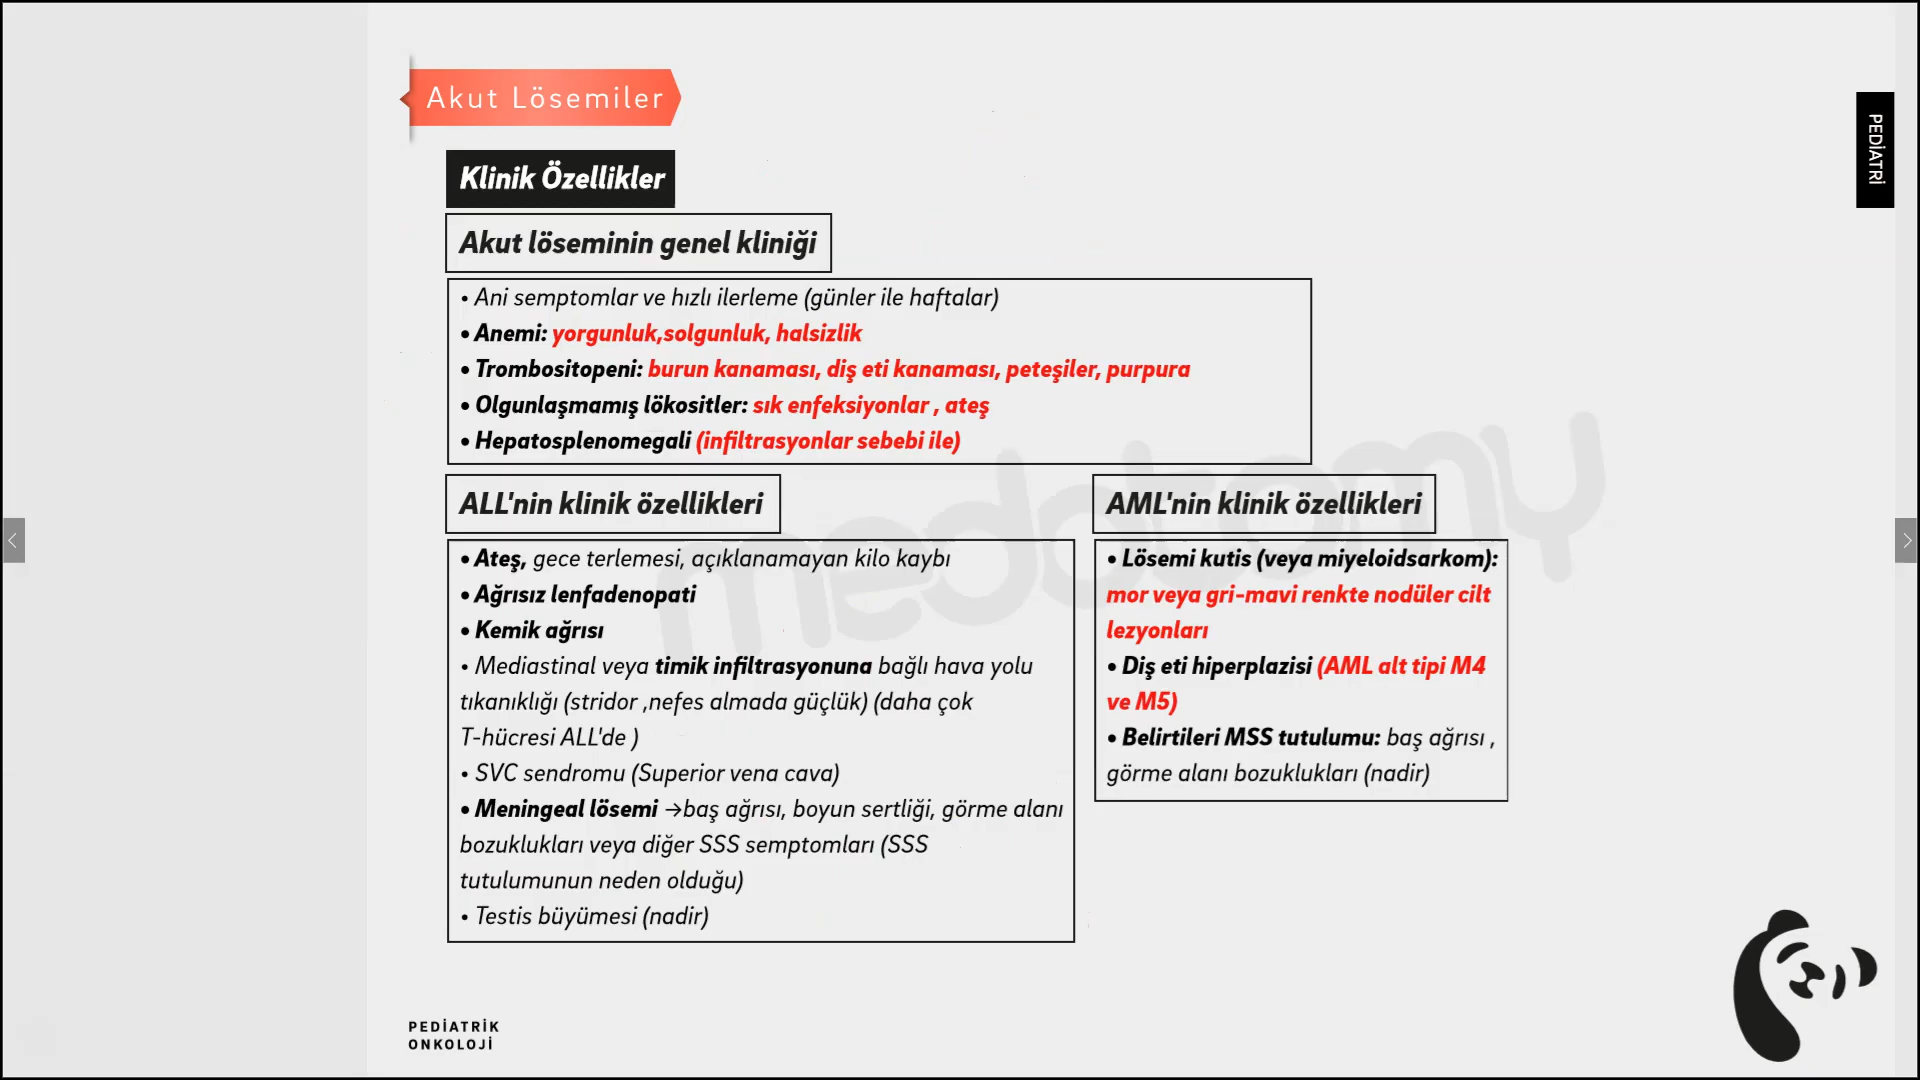 Akut Lösemiler
PEDİATRİ
Klinik Özellikler
Akut löseminin genel kliniği
• Ani semptomlar ve hızlı ilerleme (günler ile haftalar)
• Anemi: yorgunluk,solgunluk, halsizlik
• Trombositopeni: burun kanaması, diş eti kanaması, peteşiler, purpura
• Olgunlaşmamış lökositler: sık enfeksiyonlar , ateş
• Hepatosplenomegali (infiltrasyonlar sebebi ile)
ALL'nin klinik özellikleri
• Ateş, gece terlemesi, açıklanamayan kilo kaybı
• Ağrısız lenfadenopati
• Kemik ağrısı
• Mediastinal veya timik infiltrasyonuna bağlı hava yolu
tıkanıklığı (stridor ,nefes almada güçlük) (daha çok
T-hücresi ALL'de )
• SVC sendromu (Superior vena cava)
• Meningeal lösemi →baş ağrısı, boyun sertliği, görme alanı
bozuklukları veya diğer SSS semptomları (SSS
tutulumunun neden olduğu)
• Testis büyümesi (nadir)
AML'nin klinik özellikleri
• Lösemi kutis (veya miyeloidsarkom):
mor veya gri-mavi renkte nodüler cilt
lezyonları
• Diş eti hiperplazisi (AML alt tipi M4
ve M5)
• Belirtileri MSS tutulumu: baş ağrısı ,
görme alanı bozuklukları (nadir)
medotomy
PEDİATRİK
ONKOLOJİ